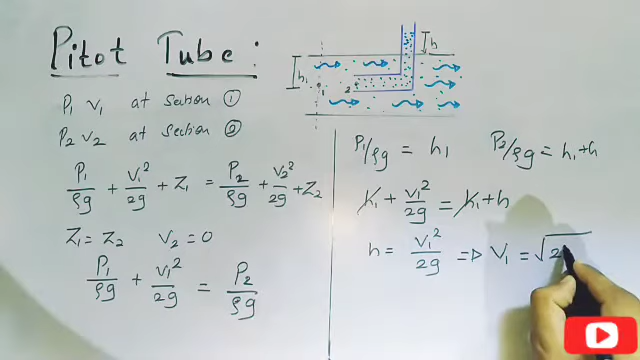 Pitot Tube:
h
h₁
1
2
P₁ V₁ at section ①
P₂ V₂ at section ②
P₁/ρg + V₁²/2g + Z₁ = P₂/ρg + V₂²/2g + Z₂
Z₁ = Z₂ V₂ = 0
P₁/ρg + V₁²/2g = P₂/ρg
P₁/ρg = h₁ P₂/ρg = h₁ + h
h₁ + V₁²/2g = h₁ + h
h = V₁²/2g ⇒ V₁ = √2